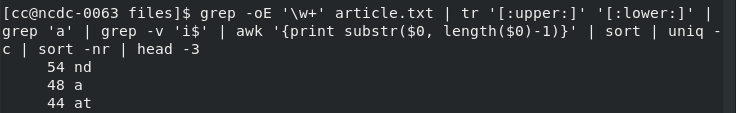 [cc@ncdc-0063 files]$ grep -oE '\w+' article.txt | tr '[:upper:]' '[:lower:]' |
grep 'a' | grep -v 'i$' | awk '{print substr($0, length($0)-1)}' | sort | uniq -
c | sort -nr | head -3
     54 nd
     48 a
     44 at